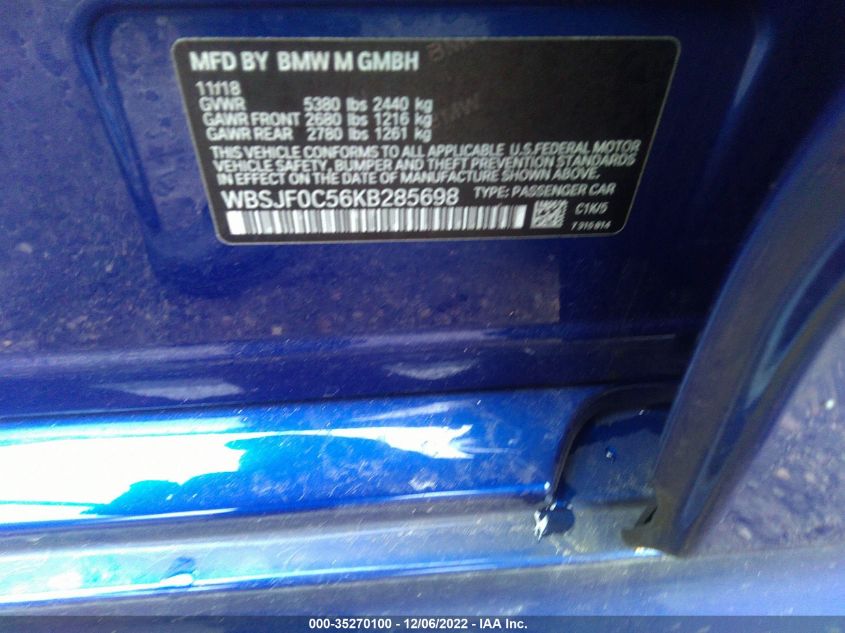 MFD BY BMW M GMBH
11/18
GVWR 5380 lbs 2440 kg
GAWR FRONT 2680 lbs 1216 kg
GAWR REAR 2780 lbs 1261 kg
THIS VEHICLE CONFORMS TO ALL APPLICABLE U.S.FEDERAL MOTOR
VEHICLE SAFETY, BUMPER AND THEFT PREVENTION STANDARDS
IN EFFECT ON THE DATE OF MANUFACTURE SHOWN ABOVE.
WBSJF0C56KB285698 TYPE: PASSENGER CAR
C1K/5
7 915 814
000-35270100 - 12/06/2022 - IAA Inc.